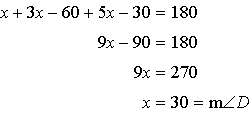 x + 3x – 60 + 5x – 30 = 180
9x – 90 = 180
9x = 270
x = 30 = m∠D